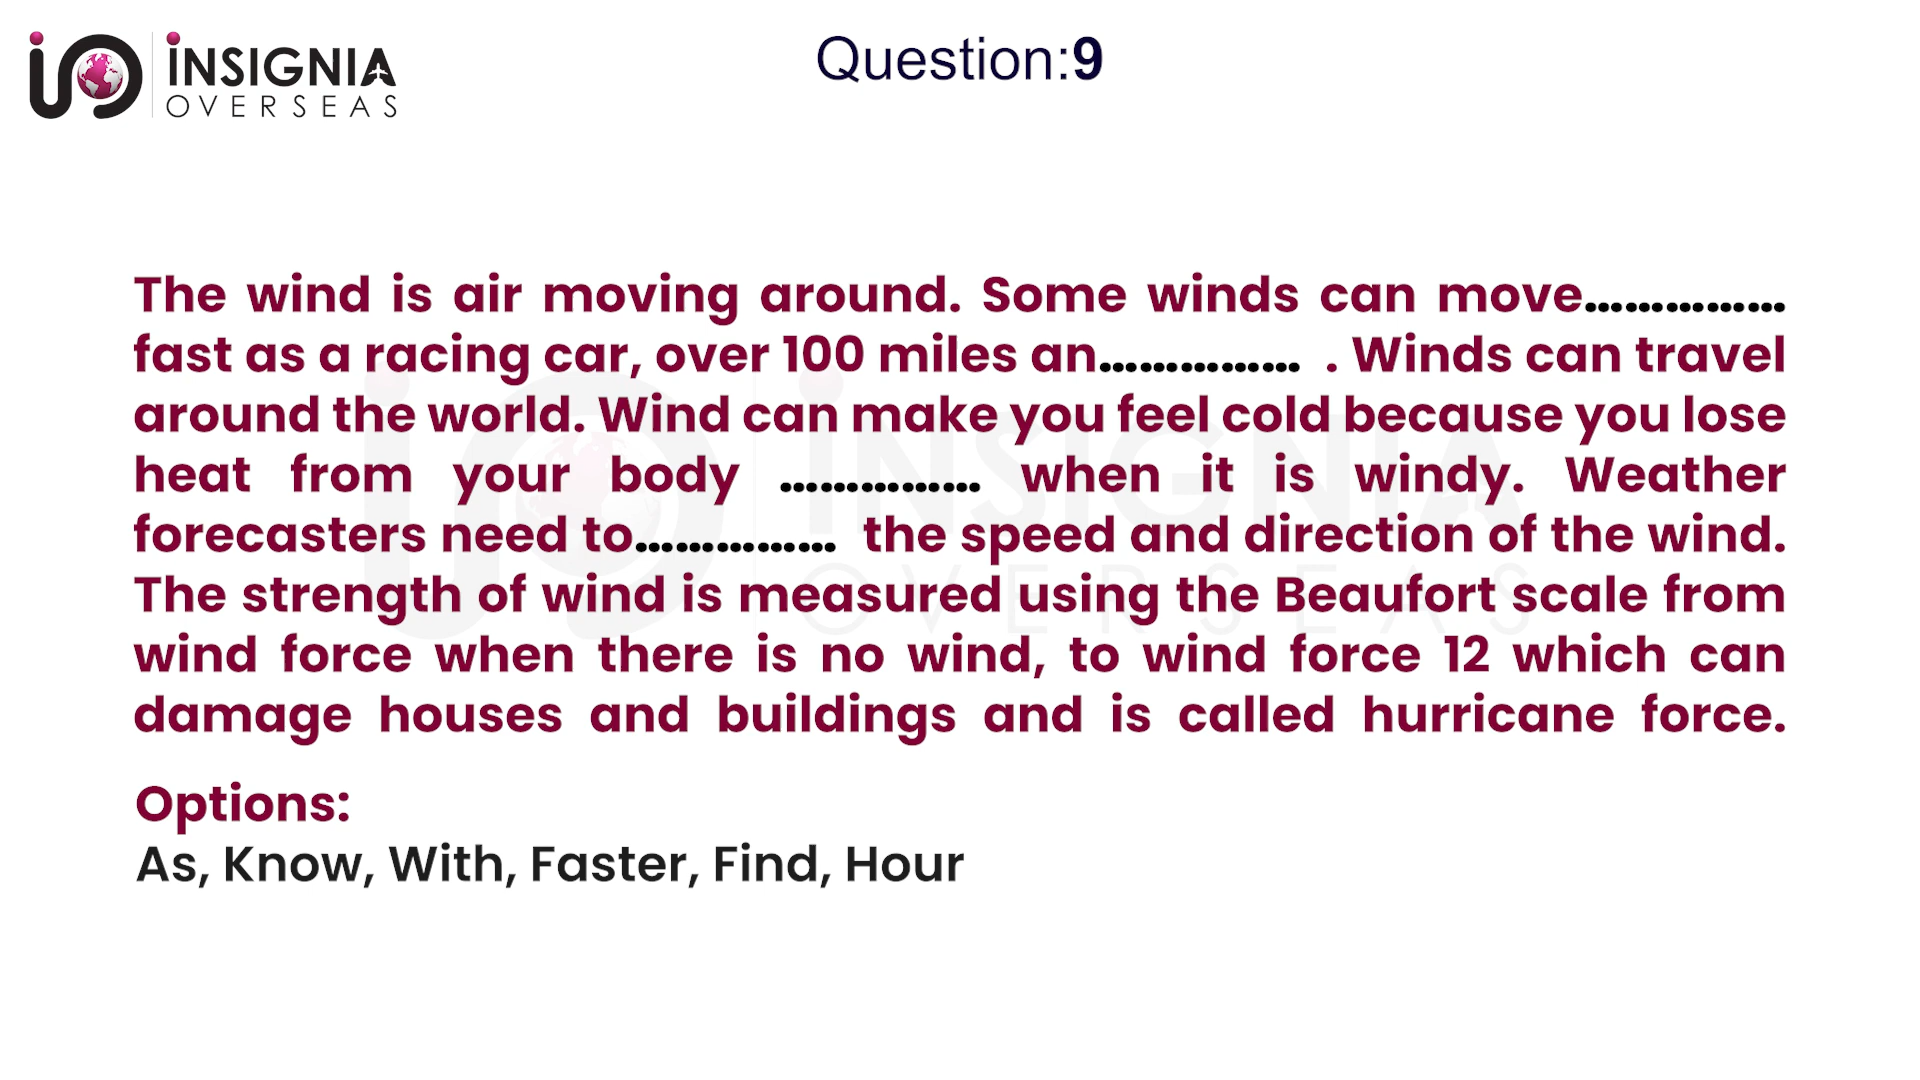 INSIGNIA
OVERSEAS
Question:9
The wind is air moving around. Some winds can move...............
fast as a racing car, over 100 miles an............... . Winds can travel
around the world. Wind can make you feel cold because you lose
heat from your body ............... when it is windy. Weather
forecasters need to............... the speed and direction of the wind.
The strength of wind is measured using the Beaufort scale from
wind force when there is no wind, to wind force 12 which can
damage houses and buildings and is called hurricane force.
Options:
As, Know, With, Faster, Find, Hour